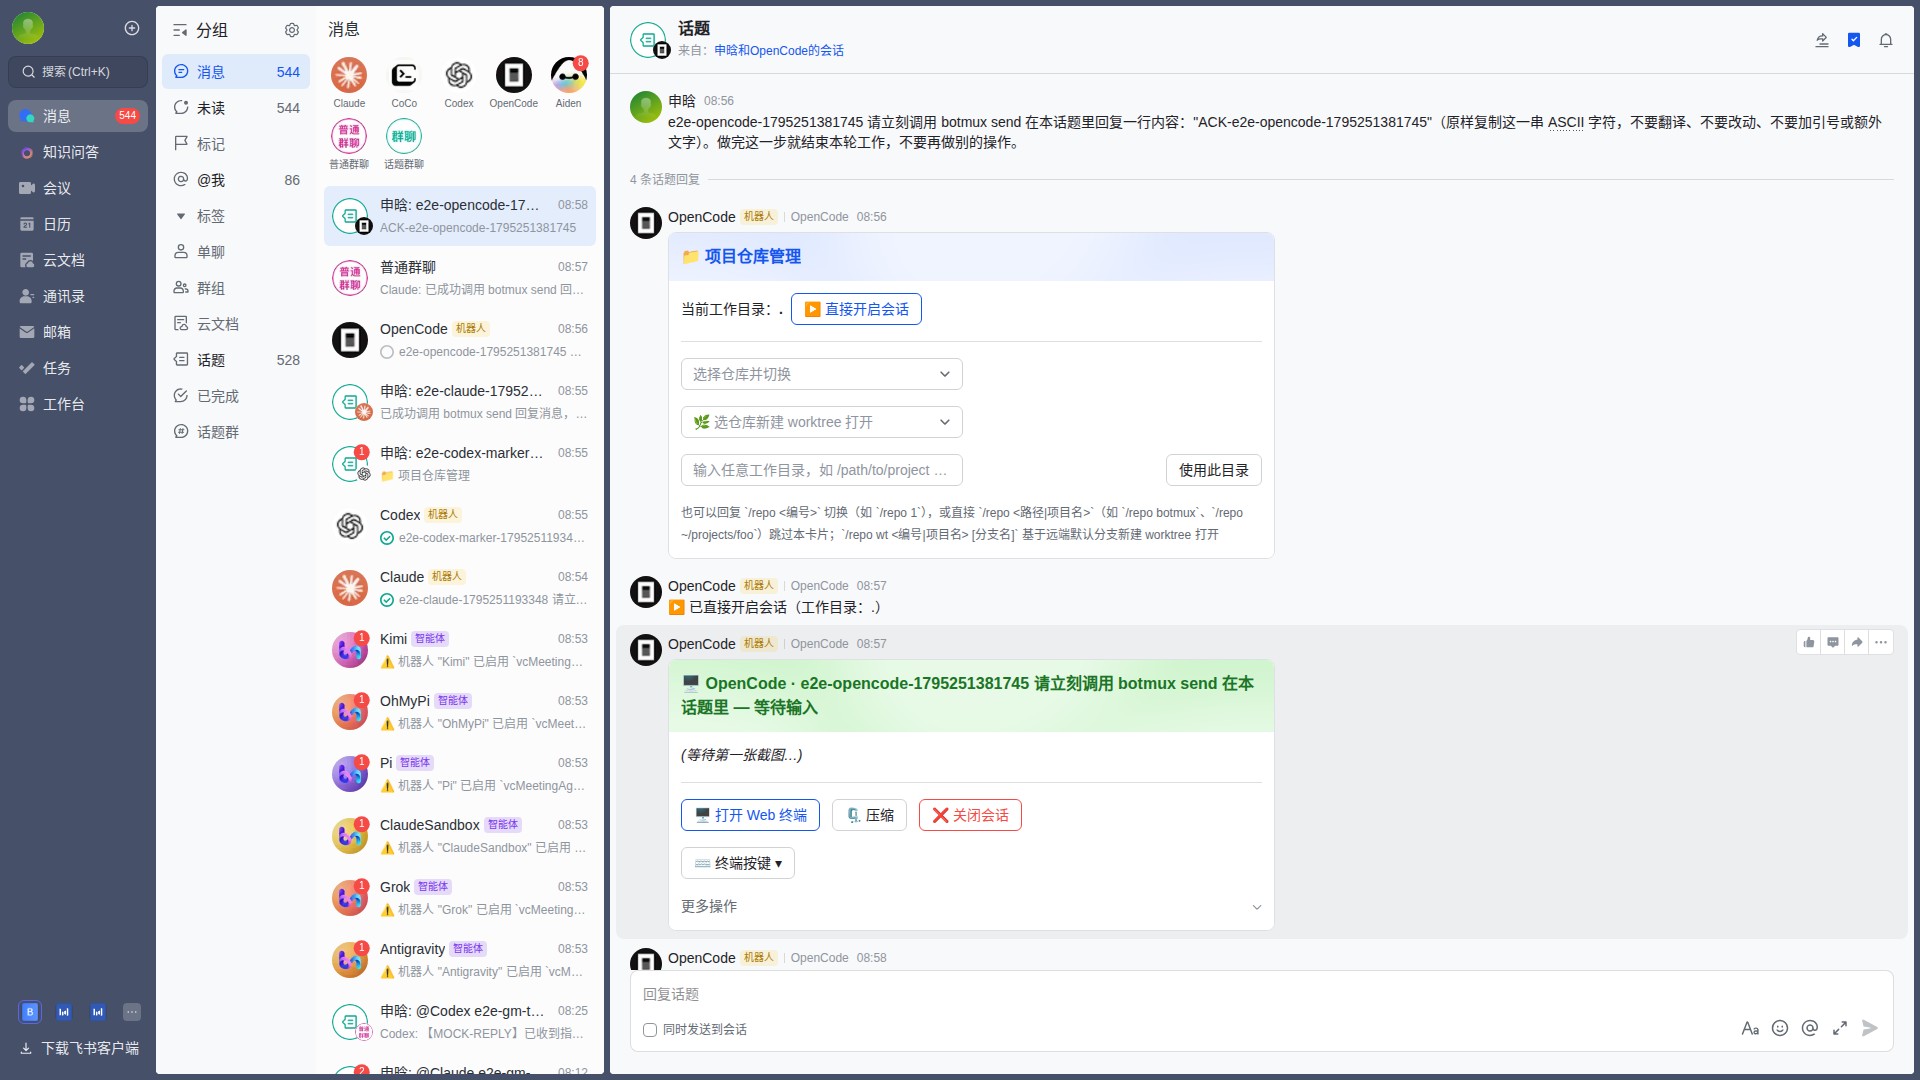 搜索 (Ctrl+K)
消息 544
知识问答
会议
日历
云文档
通讯录
邮箱
任务
工作台
下载飞书客户端
分组
消息 544
未读 544
标记
@我 86
标签
单聊
群组
云文档
话题 528
已完成
话题群
消息
8
Claude CoCo Codex OpenCode Aiden
普通群聊 群聊
普通群聊 话题群聊
申晗: e2e-opencode-17… 08:58
ACK-e2e-opencode-1795251381745
普通群聊
普通群聊 08:57
Claude: 已成功调用 botmux send 回…
OpenCode 机器人 08:56
e2e-opencode-1795251381745 …
申晗: e2e-claude-17952… 08:55
已成功调用 botmux send 回复消息，…
1
申晗: e2e-codex-marker… 08:55
📁 项目仓库管理
Codex 机器人 08:55
e2e-codex-marker-17952511934…
Claude 机器人 08:54
e2e-claude-1795251193348 请立…
1
Kimi 智能体 08:53
⚠️ 机器人 "Kimi" 已启用 `vcMeeting…
1
OhMyPi 智能体 08:53
⚠️ 机器人 "OhMyPi" 已启用 `vcMeet…
1
Pi 智能体 08:53
⚠️ 机器人 "Pi" 已启用 `vcMeetingAg…
1
ClaudeSandbox 智能体 08:53
⚠️ 机器人 "ClaudeSandbox" 已启用 …
1
Grok 智能体 08:53
⚠️ 机器人 "Grok" 已启用 `vcMeeting…
1
Antigravity 智能体 08:53
⚠️ 机器人 "Antigravity" 已启用 `vcM…
申晗: @Codex e2e-gm-t… 08:25
Codex: 【MOCK-REPLY】已收到指…
2
申晗: @Claude e2e-gm-… 08:12
话题
来自：申晗和OpenCode的会话
申晗 08:56
e2e-opencode-1795251381745 请立刻调用 botmux send 在本话题里回复一行内容："ACK-e2e-opencode-1795251381745"（原样复制这一串 ASCII 字符，不要翻译、不要改动、不要加引号或额外
文字）。做完这一步就结束本轮工作，不要再做别的操作。
4 条话题回复
OpenCode 机器人 OpenCode 08:56
📁 项目仓库管理
当前工作目录：. ▶️ 直接开启会话
选择仓库并切换
🌿 选仓库新建 worktree 打开
输入任意工作目录，如 /path/to/project … 使用此目录
也可以回复 `/repo <编号>` 切换（如 `/repo 1`），或直接 `/repo <路径|项目名>`（如 `/repo botmux`、`/repo
~/projects/foo`）跳过本卡片；`/repo wt <编号|项目名> [分支名]` 基于远端默认分支新建 worktree 打开
OpenCode 机器人 OpenCode 08:57
▶️ 已直接开启会话（工作目录：.）
OpenCode 机器人 OpenCode 08:57
🖥️ OpenCode · e2e-opencode-1795251381745 请立刻调用 botmux send 在本
话题里 — 等待输入
(等待第一张截图…)
🖥️ 打开 Web 终端 🗜️ 压缩 ❌ 关闭会话
⌨️ 终端按键 ▾
更多操作
OpenCode 机器人 OpenCode 08:58
回复话题
同时发送到会话